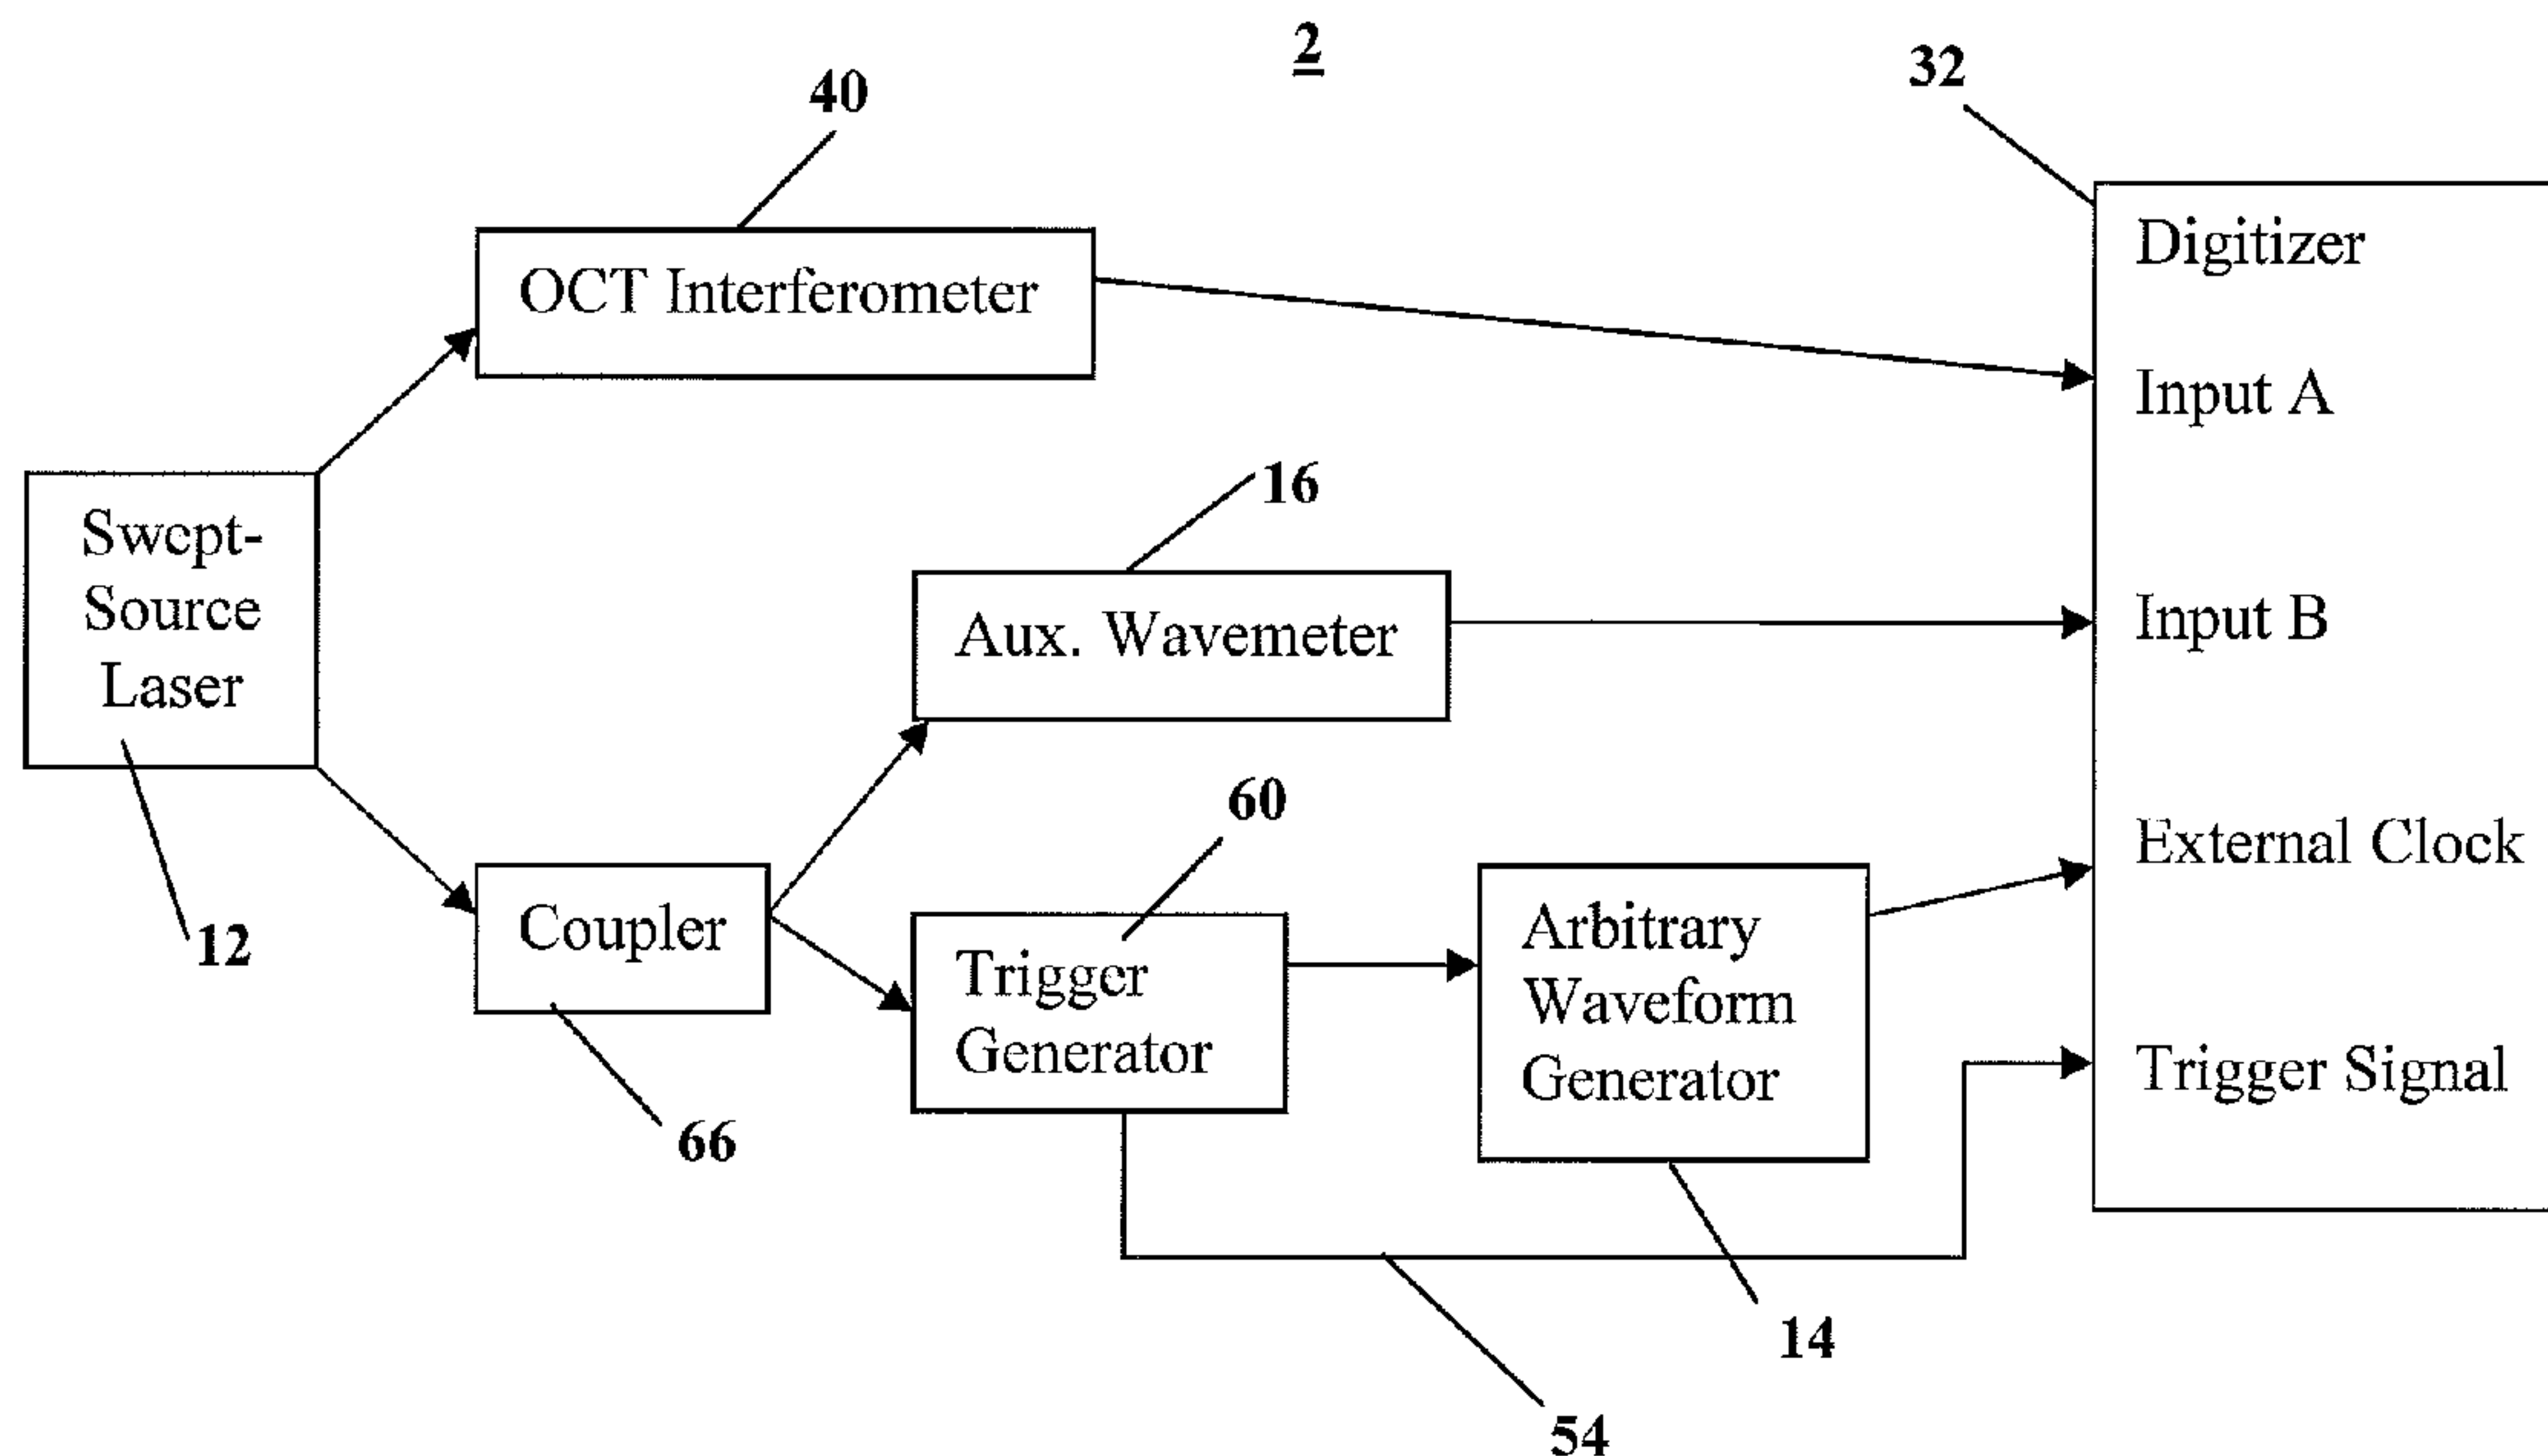 2
40
32
OCT Interferometer
Digitizer
Input A
16
Swept-
Source
Laser
Aux. Wavemeter
Input B
60
12
Coupler
66
Trigger
Generator
Arbitrary
Waveform
Generator
External Clock
Trigger Signal
14
54